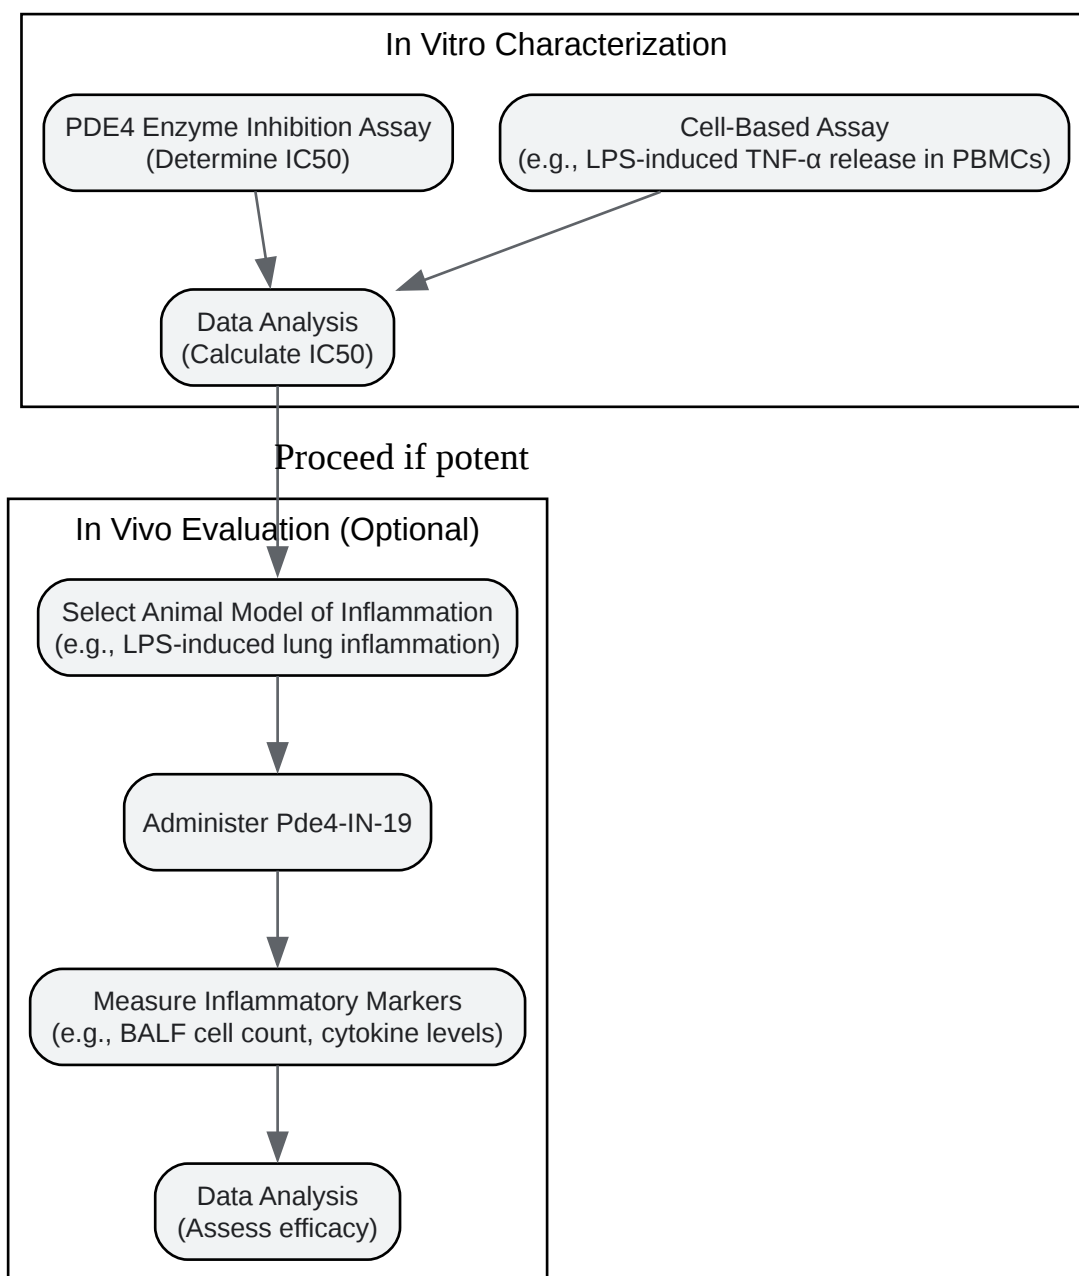 In Vitro Characterization
PDE4 Enzyme Inhibition Assay
(Determine IC50)
Cell-Based Assay
(e.g., LPS-induced TNF-α release in PBMCs)
Data Analysis
(Calculate IC50)
Proceed if potent
In Vivo Evaluation (Optional)
Select Animal Model of Inflammation
(e.g., LPS-induced lung inflammation)
Administer Pde4-IN-19
Measure Inflammatory Markers
(e.g., BALF cell count, cytokine levels)
Data Analysis
(Assess efficacy)